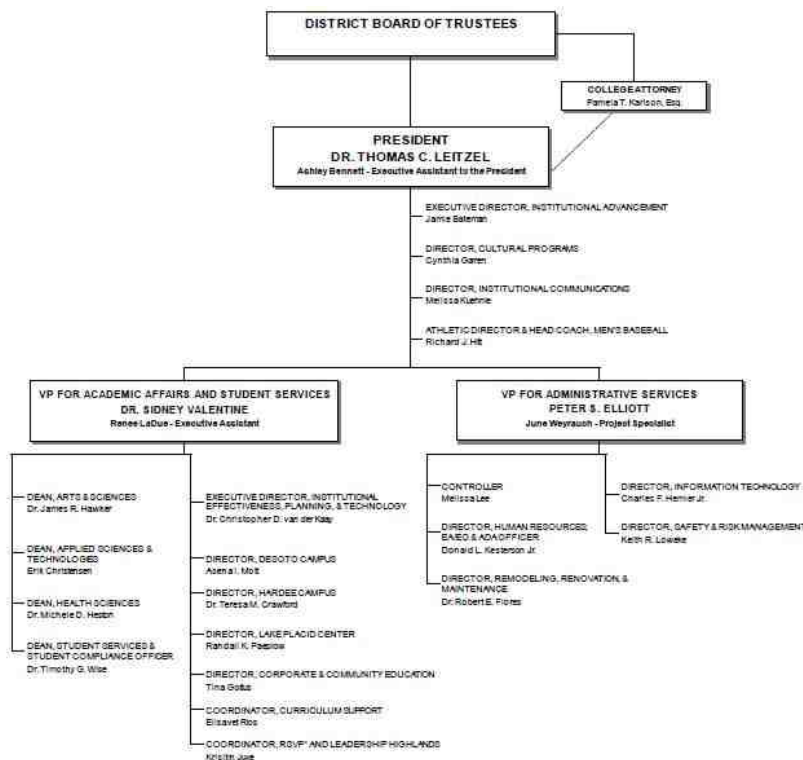 DISTRICT BOARD OF TRUSTEES
COLLEGE ATTORNEY
Pamela T. Karlson, Esq.
PRESIDENT
DR. THOMAS C. LEITZEL
Ashley Bennett - Executive Assistant to the President
EXECUTIVE DIRECTOR, INSTITUTIONAL ADVANCEMENT
Jamie Bateman
DIRECTOR, CULTURAL PROGRAMS
Cynthia Garren
DIRECTOR, INSTITUTIONAL COMMUNICATIONS
Melissa Kuehnle
ATHLETIC DIRECTOR & HEAD COACH, MEN'S BASEBALL
Richard J. Hitt
VP FOR ACADEMIC AFFAIRS AND STUDENT SERVICES
DR. SIDNEY VALENTINE
Renee LaDue - Executive Assistant
DEAN, ARTS & SCIENCES
Dr. James R. Hawker
DEAN, APPLIED SCIENCES &
TECHNOLOGIES
Erik Christensen
DEAN, HEALTH SCIENCES
Dr. Michele D. Heston
DEAN, STUDENT SERVICES &
STUDENT COMPLIANCE OFFICER
Dr. Timothy G. Wise
EXECUTIVE DIRECTOR, INSTITUTIONAL
EFFECTIVENESS, PLANNING, & TECHNOLOGY
Dr. Christopher D. van der Kaay
DIRECTOR, DESOTO CAMPUS
Asena I. Mott
DIRECTOR, HARDEE CAMPUS
Dr. Teresa M. Crawford
DIRECTOR, LAKE PLACID CENTER
Randall K. Paeplow
DIRECTOR, CORPORATE & COMMUNITY EDUCATION
Tina Gottus
COORDINATOR, CURRICULUM SUPPORT
Elisavet Rios
COORDINATOR, RSVP* AND LEADERSHIP HIGHLANDS
Kristin
VP FOR ADMINISTRATIVE SERVICES
PETER S. ELLIOTT
June Weyrauch - Project Specialist
CONTROLLER
Melissa Lee
DIRECTOR, HUMAN RESOURCES;
EA/EO & ADA OFFICER
Donald L. Kesterson Jr.
DIRECTOR, REMODELING, RENOVATION, &
MAINTENANCE
Dr. Robert E. Flores
DIRECTOR, INFORMATION TECHNOLOGY
Charles F. Hemler Jr.
DIRECTOR, SAFETY & RISK MANAGEMENT
Keith R. Loweke